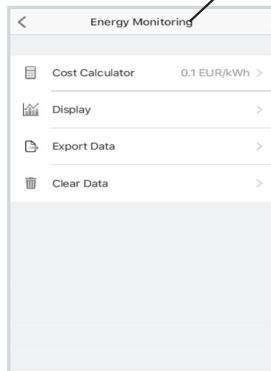 Energy Monitoring
Cost Calculator 0.1 EUR/kWh
Display
Export Data
Clear Data